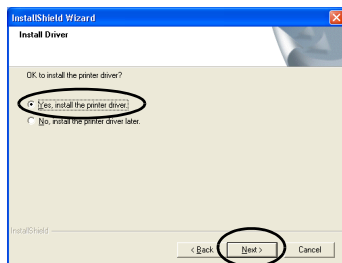 InstallShield Wizard
Install Driver
OK to install the printer driver?
Yes, install the printer driver.
No, install the printer driver later.
InstallShield
< Back
Next >
Cancel